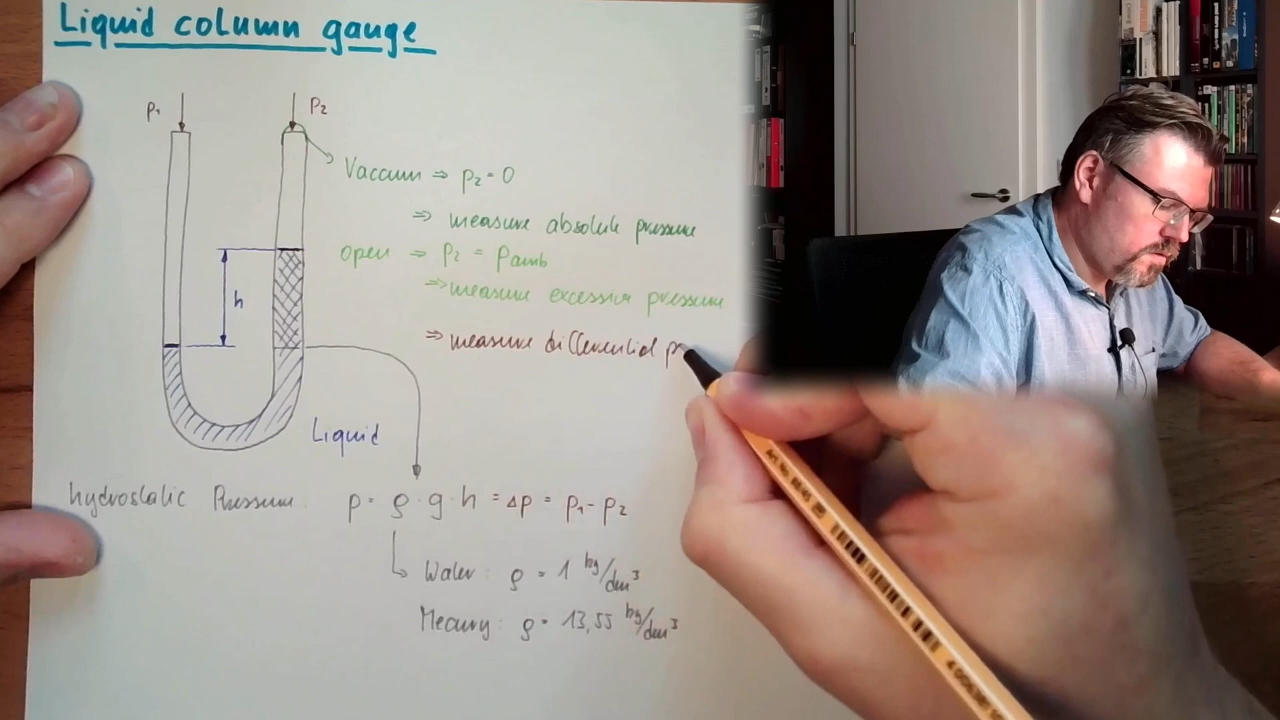 Liquid column gauge
p₁
p₂
Vaccum ⇒ p₂ = 0
⇒ measure absolute pressure
open ⇒ p₂ = pamb
⇒ measure excessive pressure
h
⇒ measure differential p
Liquid
hydrostatic Pressure: p = ρ · g · h = Δp = p₁ - p₂
Water: ρ = 1 kg/dm³
Mecury: ρ = 13,55 kg/dm³